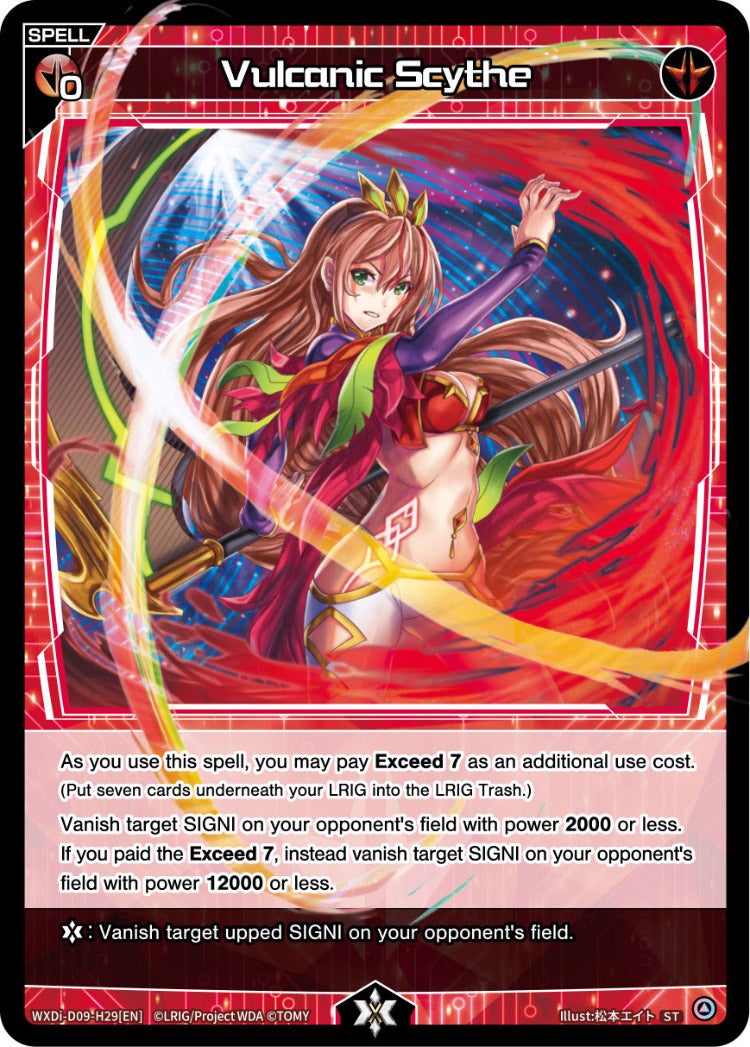 SPELL
0
Vulcanic Scythe
As you use this spell, you may pay Exceed 7 as an additional use cost.
(Put seven cards underneath your LRIG into the LRIG Trash.)
Vanish target SIGNI on your opponent's field with power 2000 or less.
If you paid the Exceed 7, instead vanish target SIGNI on your opponent's
field with power 12000 or less.
: Vanish target upped SIGNI on your opponent's field.
WXDi-D09-H29[EN] ©LRIG/Project WDA ©TOMY
Illust:松本エイト ST